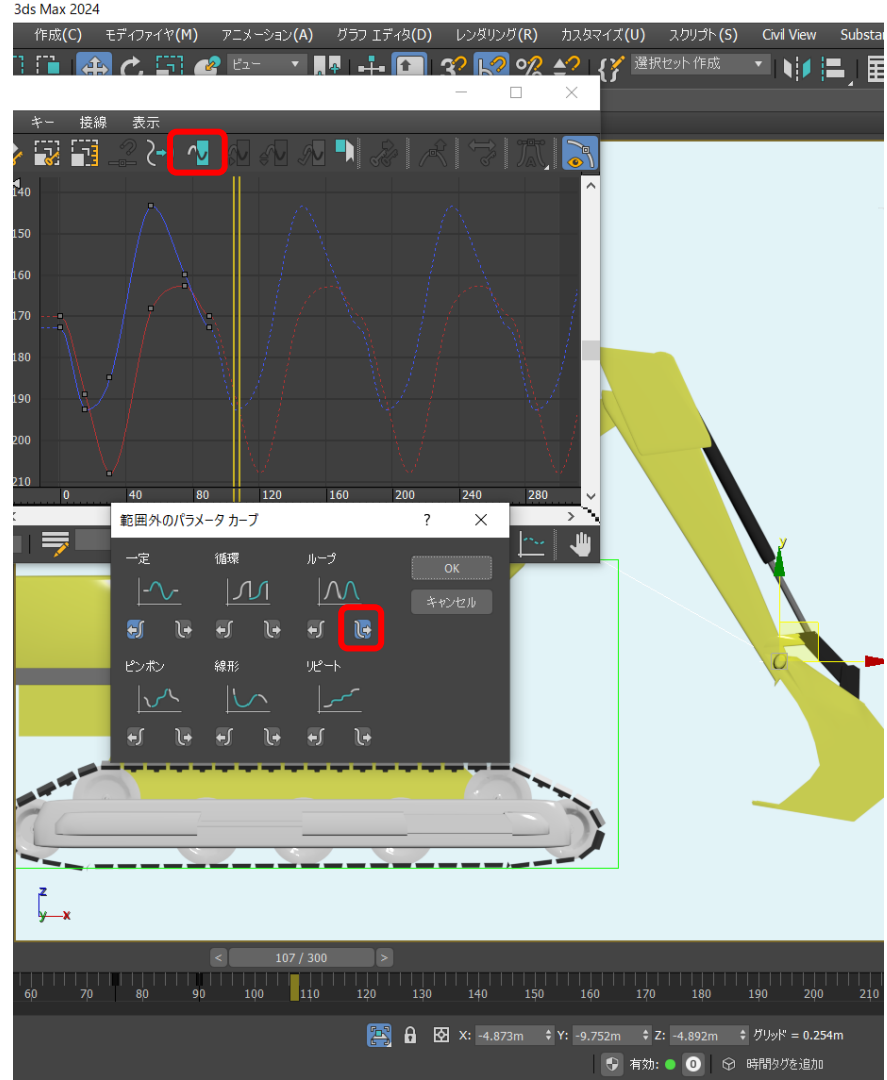 3ds Max 2024
作成(C) モディファイヤ(M) アニメーション(A) グラフ エディタ(D) レンダリング(R) カスタマイズ(U) スクリプト(S) Civil View Substan
ビュー 選択セット作成
キー 接線 表示
140
150
160
170
180
190
200
210
0 40 80 120 160 200 240 280
範囲外のパラメータ カーブ ? ×
一定 循環 ループ
OK
キャンセル
ピンポン 線形 リピート
y
z
y x
< 107 / 300 >
60 70 80 90 100 110 120 130 140 150 160 170 180 190 200 210
X: -4.873m Y: -9.752m Z: -4.892m グリッド = 0.254m
有効: 0 時間タグを追加